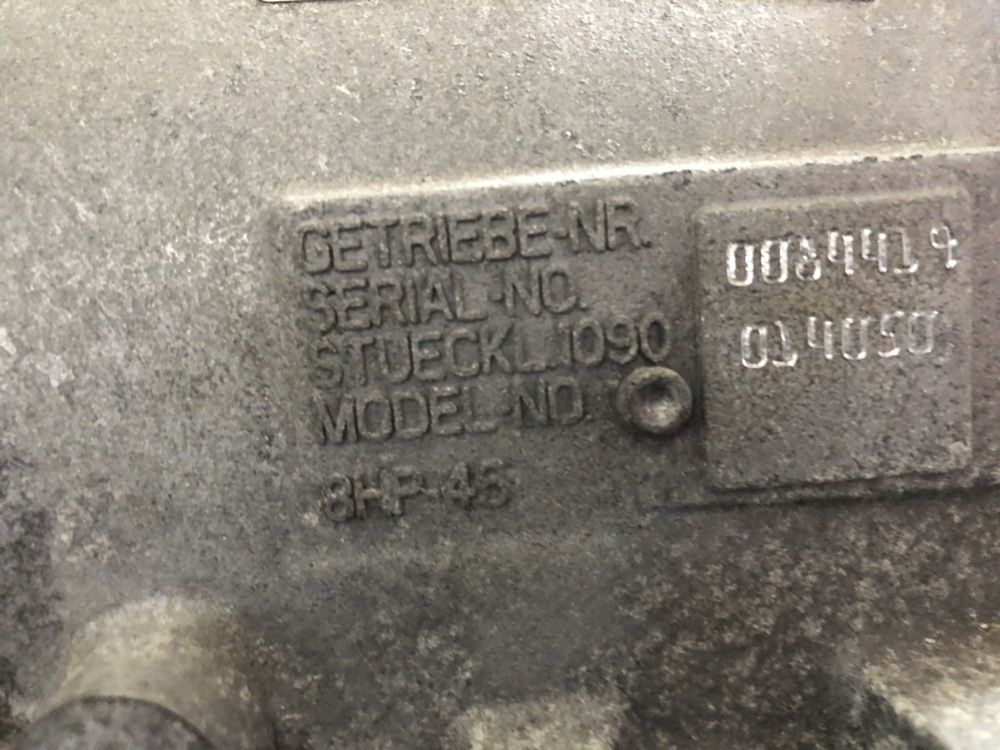 GETRIEBE-NR. 0084419
SERIAL-NO.
STUECKL.1090 014050
MODEL-NO.
8HP-45